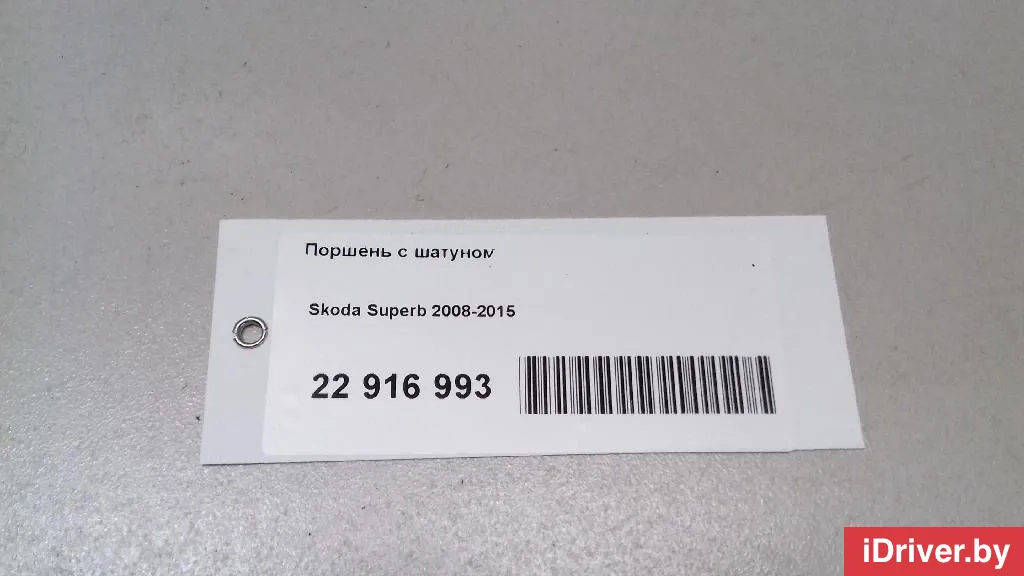 Поршень с шатуном
Skoda Superb 2008-2015
22 916 993
iDriver.by